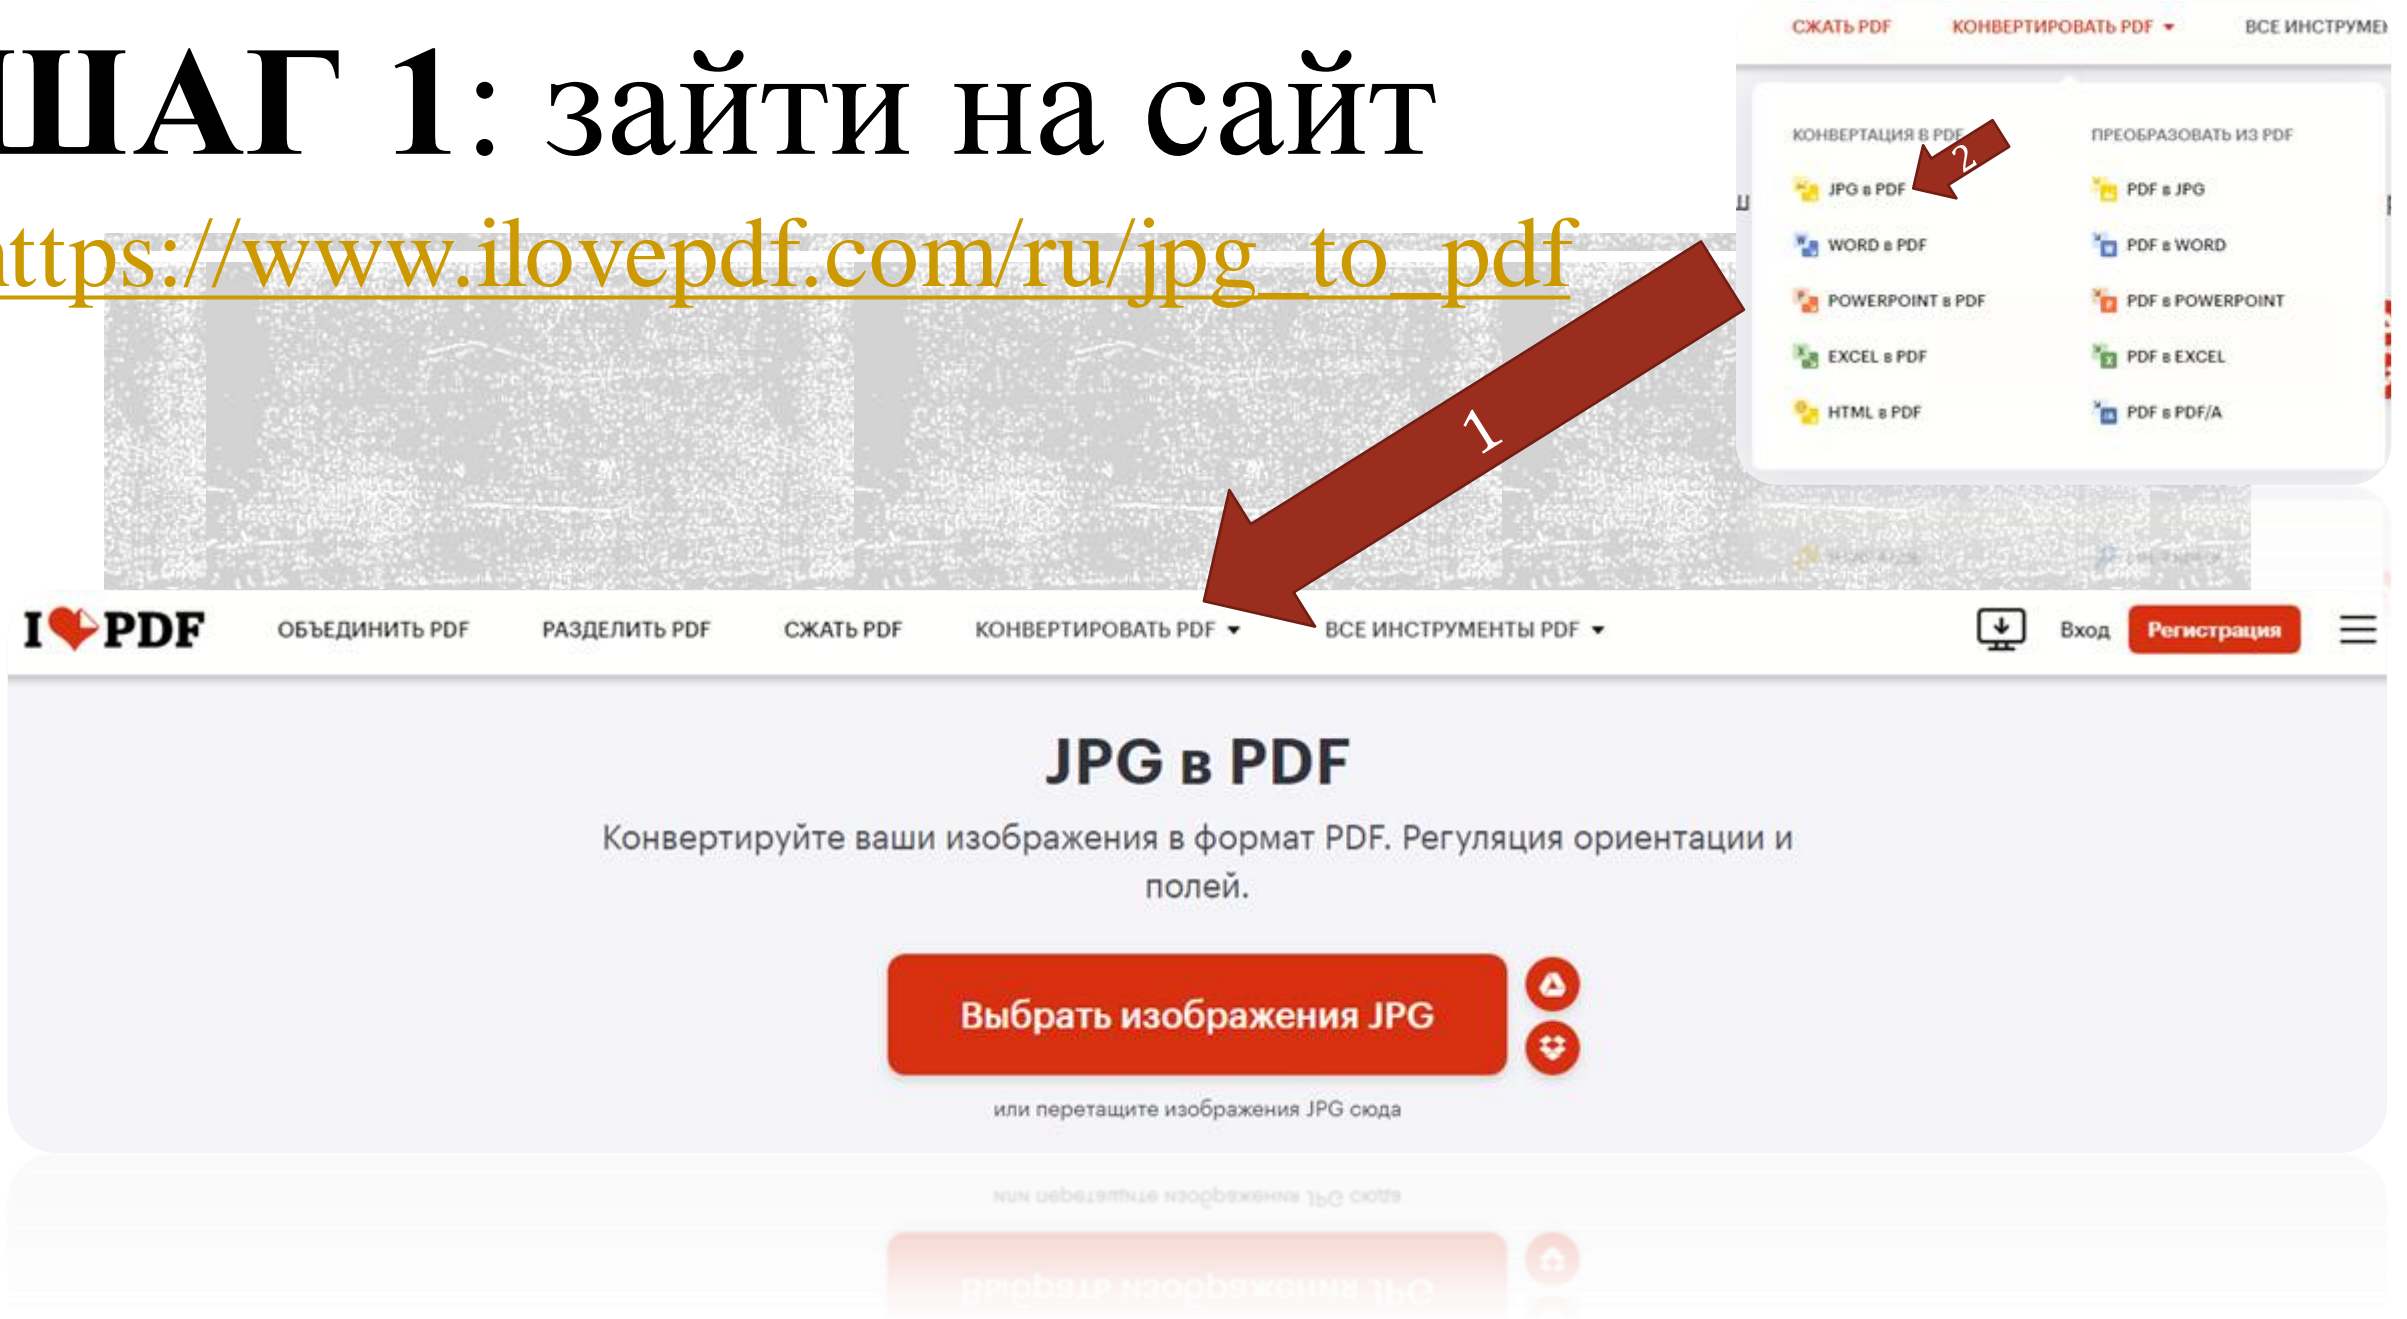 ШАГ 1: зайти на сайт
https://www.ilovepdf.com/ru/jpg_to_pdf
СЖАТЬ PDF КОНВЕРТИРОВАТЬ PDF
КОНВЕРТАЦИЯ В PDF ПРЕОБРАЗОВАТЬ ИЗ PDF
2
JPG в PDF PDF в JPG
WORD в PDF PDF в WORD
POWERPOINT в PDF PDF в POWERPOINT
EXCEL в PDF PDF в EXCEL
HTML в PDF PDF в PDF/A
1
I PDF ОБЪЕДИНИТЬ PDF РАЗДЕЛИТЬ PDF СЖАТЬ PDF КОНВЕРТИРОВАТЬ PDF ВСЕ ИНСТРУМЕНТЫ PDF Вход Регистрация
JPG в PDF
Конвертируйте ваши изображения в формат PDF. Регуляция ориентации и
полей.
Выбрать изображения JPG
или перетащите изображения JPG сюда